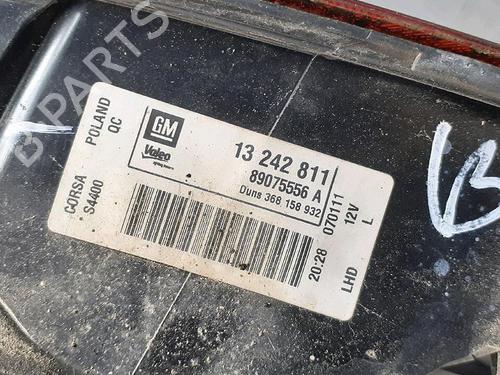 B PARTS
POLAND
QC
CORSA
S4400
GM
Valeo
13 242 811
89075556 A
Duns 368 158 932
20:28 070111
12V
LHD L